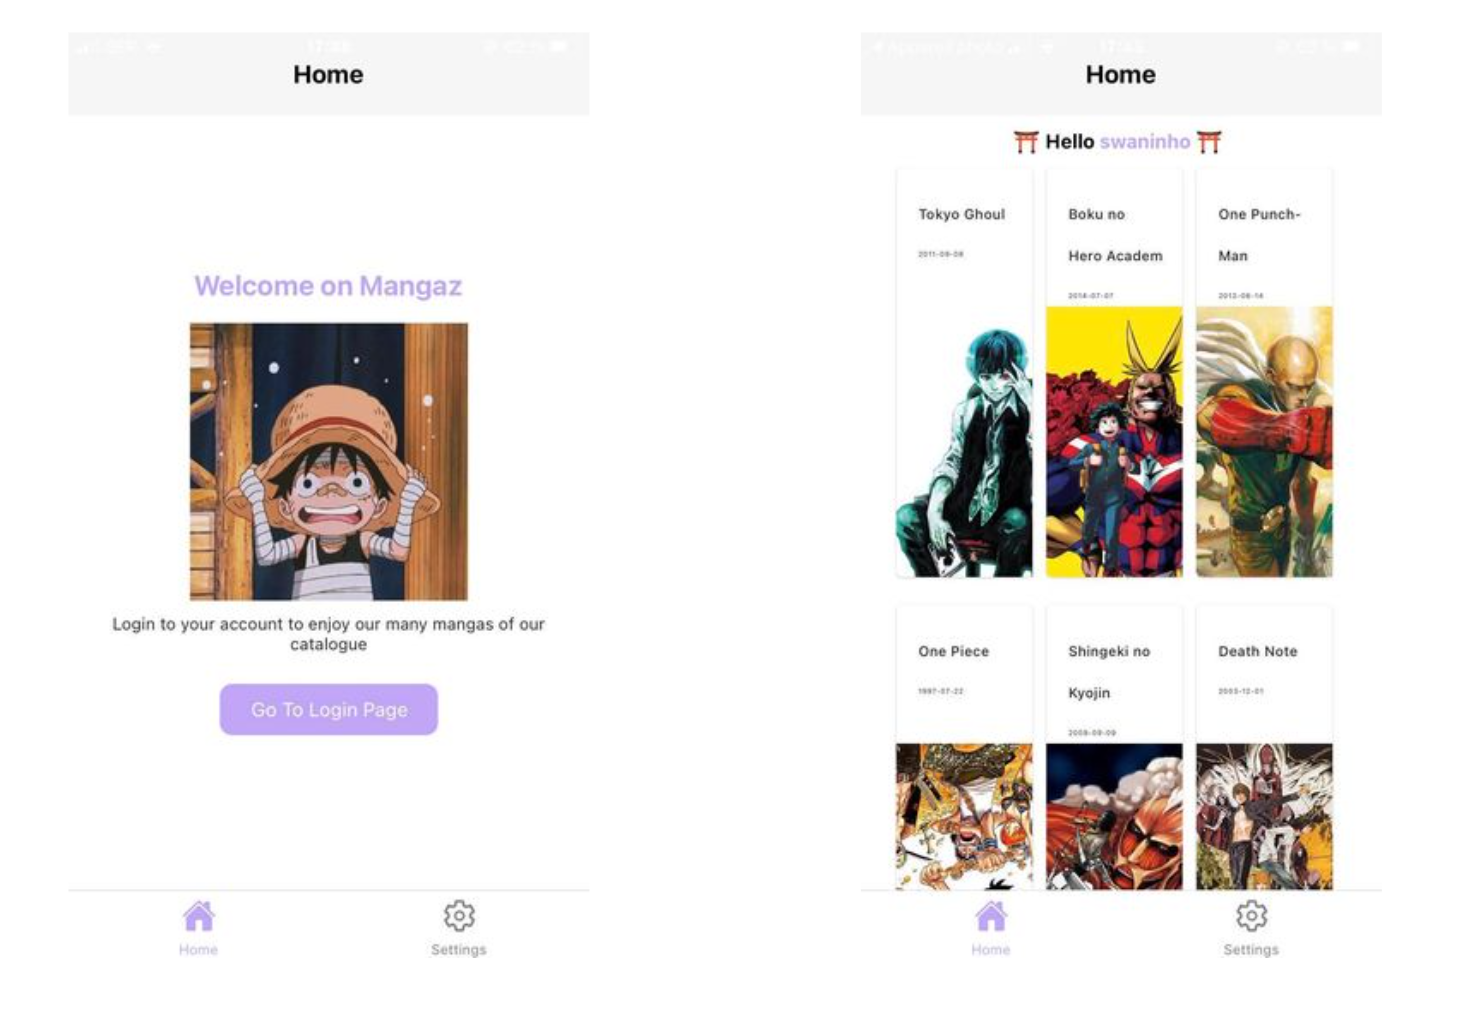 Home
Welcome on Mangaz
Login to your account to enjoy our many mangas of our
catalogue
Go To Login Page
Home
Settings
Home
Hello swaninho
Tokyo Ghoul
2011-09-08
Boku no
Hero Academ
2014-07-07
One Punch-
Man
2012-06-14
One Piece
1997-07-22
Shingeki no
Kyojin
2009-09-09
Death Note
2003-12-01
Home
Settings